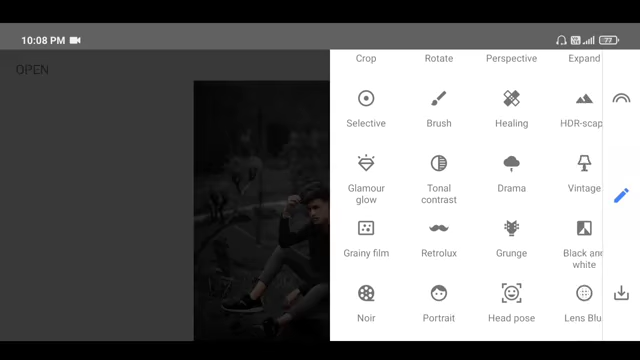 10:08 PM
77
OPEN
Crop Rotate Perspective Expand
Selective Brush Healing HDR-scap
Glamour glow Tonal contrast Drama Vintage
Grainy film Retrolux Grunge Black and white
Noir Portrait Head pose Lens Blu